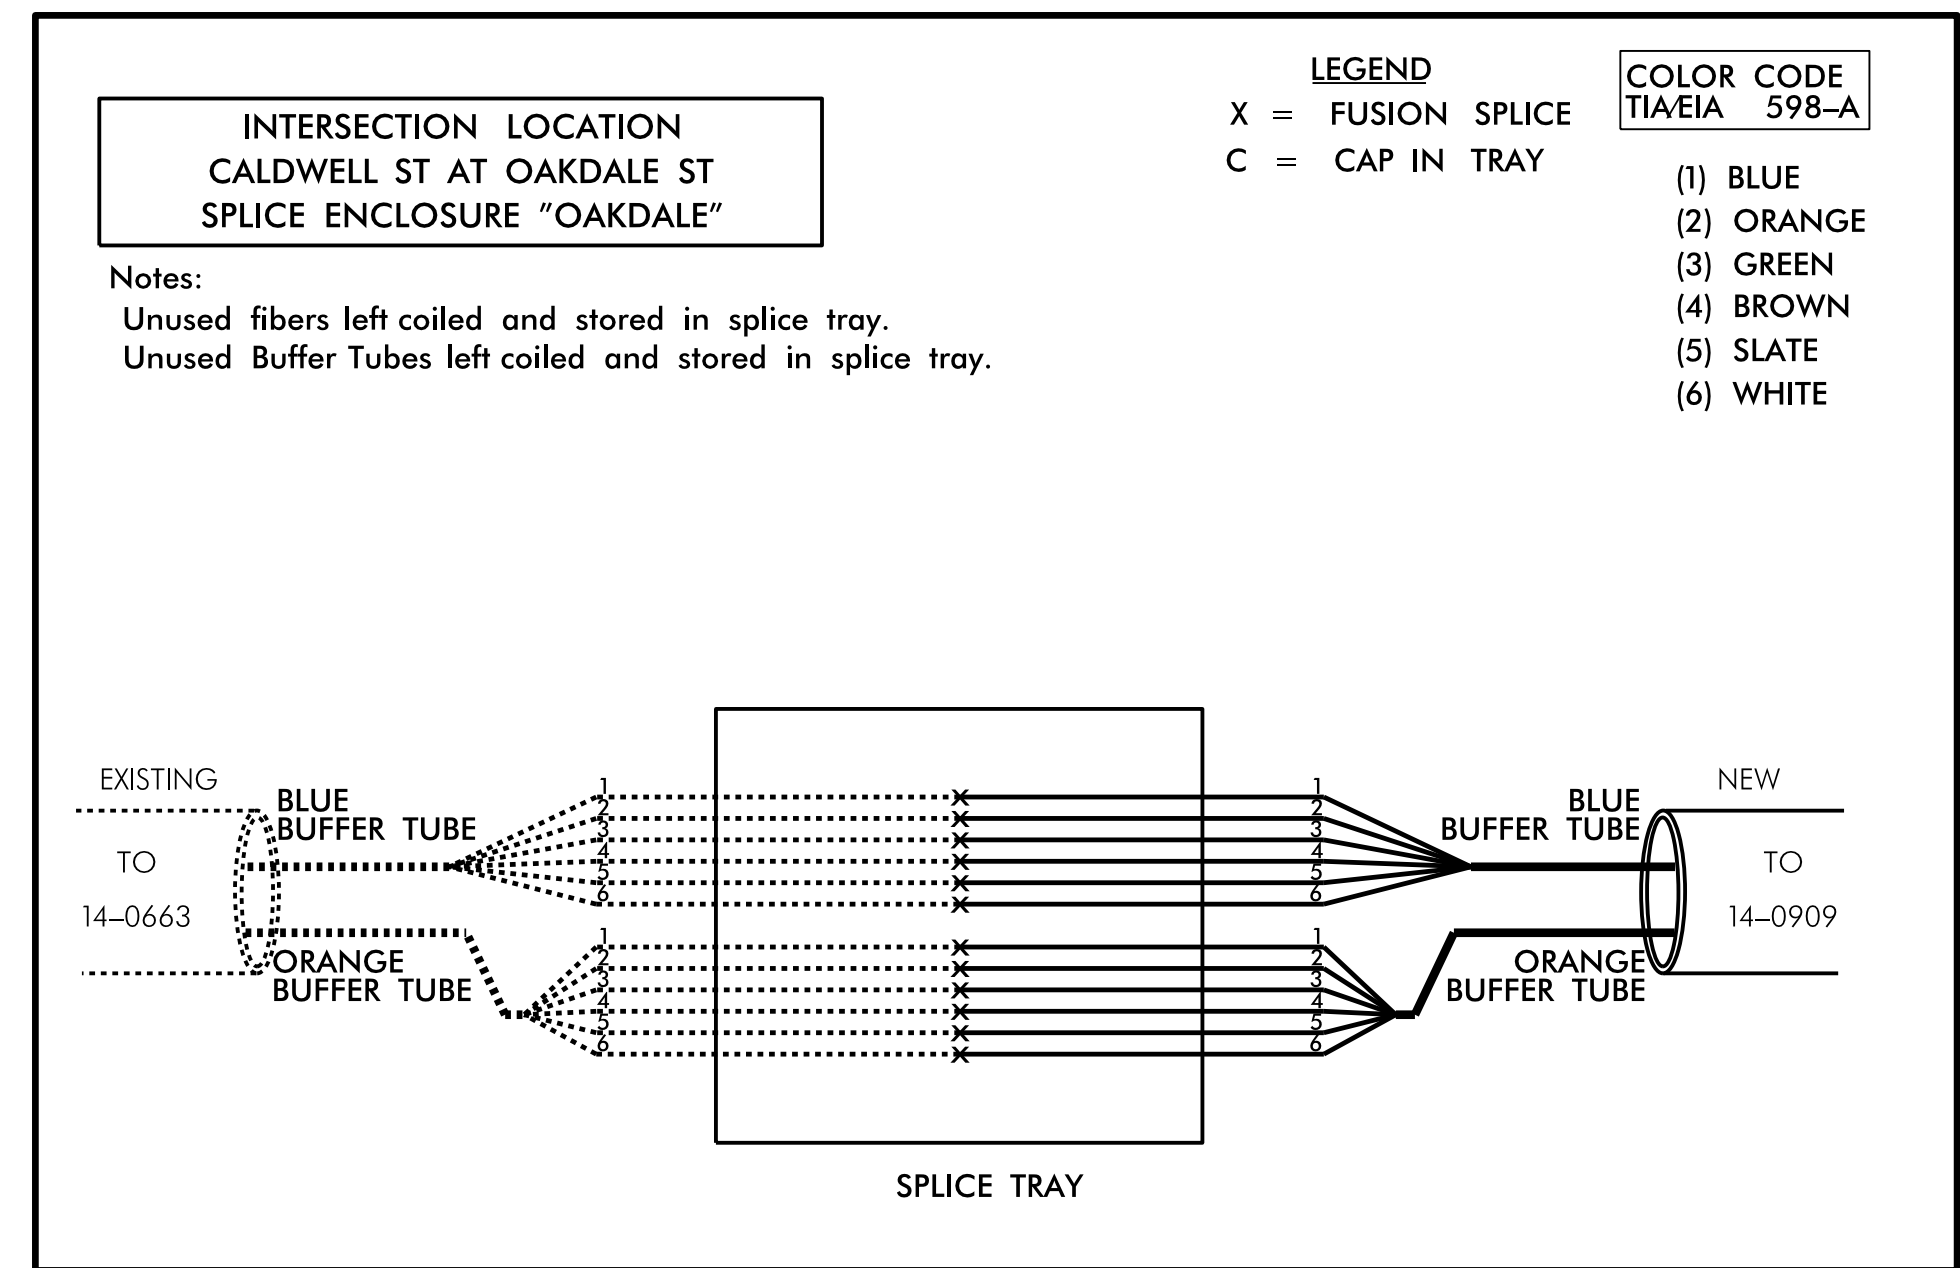 INTERSECTION LOCATION
CALDWELL ST AT OAKDALE ST
SPLICE ENCLOSURE "OAKDALE"
Notes:
Unused fibers left coiled and stored in splice tray.
Unused Buffer Tubes left coiled and stored in splice tray.
LEGEND
X = FUSION SPLICE
C = CAP IN TRAY
COLOR CODE
TIA/EIA 598-A
(1) BLUE
(2) ORANGE
(3) GREEN
(4) BROWN
(5) SLATE
(6) WHITE
EXISTING
TO
14-0663
BLUE
BUFFER TUBE
ORANGE
BUFFER TUBE
1
2
3
4
5
6
1
2
3
4
5
6
X
X
X
X
X
X
X
X
X
X
X
X
1
2
3
4
5
6
1
2
3
4
5
6
BLUE
BUFFER TUBE
ORANGE
BUFFER TUBE
NEW
TO
14-0909
SPLICE TRAY